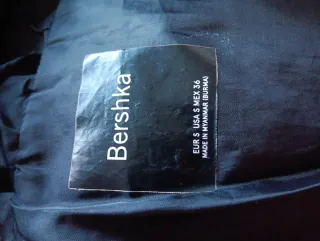 Bershka
EUR S USA S MEX 36
MADE IN MYANMAR (BURMA)